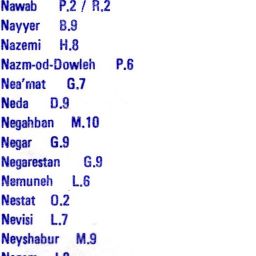 Nawab P.2 / R.2
Nayyer B.9
Nazemi H.8
Nazm-od-Dowleh P.6
Nea'mat G.7
Neda D.9
Negahban M.10
Negar G.9
Negarestan G.9
Nemuneh L.6
Nestat O.2
Nevisi L.7
Neyshabur M.9